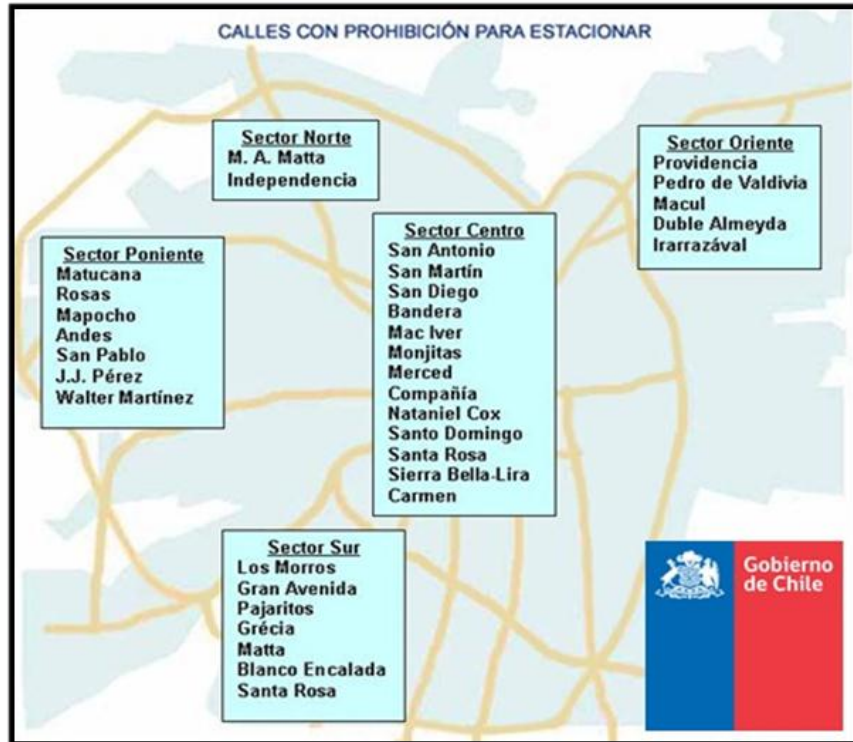 CALLES CON PROHIBICIÓN PARA ESTACIONAR
Sector Norte
M. A. Matta
Independencia
Sector Oriente
Providencia
Pedro de Valdivia
Macul
Duble Almeyda
Irarrazával
Sector Poniente
Matucana
Rosas
Mapocho
Andes
San Pablo
J.J. Pérez
Walter Martínez
Sector Centro
San Antonio
San Martín
San Diego
Bandera
Mac Iver
Monjitas
Merced
Compañía
Nataniel Cox
Santo Domingo
Santa Rosa
Sierra Bella-Lira
Carmen
Sector Sur
Los Morros
Gran Avenida
Pajaritos
Grécia
Matta
Blanco Encalada
Santa Rosa
Gobierno
de Chile